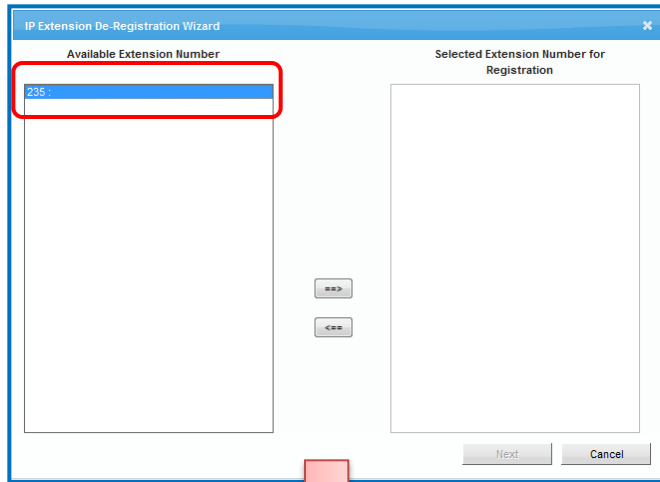 IP Extension De-Registration Wizard
Available Extension Number
Selected Extension Number for
Registration
235 :
==>
<==
Next
Cancel